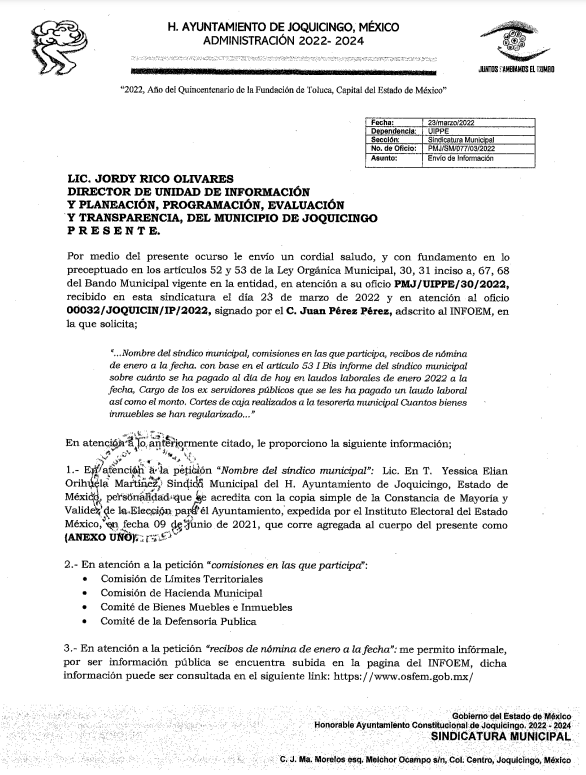 H. AYUNTAMIENTO DE JOQUICINGO, MÉXICO
ADMINISTRACIÓN 2022- 2024
JUNTOS CAMBIAMOS EL RUMBO
"2022, Año del Quincentenario de la Fundación de Toluca, Capital del Estado de México"
Fecha: 23/marzo/2022
Dependencia: UIPPE
Sección: Sindicatura Municipal
No. de Oficio: PMJ/SM/077/03/2022
Asunto: Envío de Información
LIC. JORDY RICO OLIVARES
DIRECTOR DE UNIDAD DE INFORMACIÓN
Y PLANEACIÓN, PROGRAMACIÓN, EVALUACIÓN
Y TRANSPARENCIA, DEL MUNICIPIO DE JOQUICINGO
P R E S E N T E.
Por medio del presente ocurso le envío un cordial saludo, y con fundamento en lo
preceptuado en los artículos 52 y 53 de la Ley Orgánica Municipal, 30, 31 inciso a, 67, 68
del Bando Municipal vigente en la entidad, en atención a su oficio PMJ/UIPPE/30/2022,
recibido en esta sindicatura el día 23 de marzo de 2022 y en atención al oficio
00032/JOQUICIN/IP/2022, signado por el C. Juan Pérez Pérez, adscrito al INFOEM, en
la que solicita;
"...Nombre del síndico municipal, comisiones en las que participa, recibos de nómina
de enero a la fecha. con base en el artículo 53 I Bis informe del síndico municipal
sobre cuánto se ha pagado al día de hoy en laudos laborales de enero 2022 a la
fecha, Cargo de los ex servidores públicos que se les ha pagado un laudo laboral
así como el monto. Cortes de caja realizados a la tesorería municipal Cuantos bienes
inmuebles se han regularizado..."
En atención a lo anteriormente citado, le proporciono la siguiente información;
1.- En atención a la petición "Nombre del síndico municipal": Lic. En T. Yessica Elian
Orihuela Martínez, Síndico Municipal del H. Ayuntamiento de Joquicingo, Estado de
México, personalidad que se acredita con la copia simple de la Constancia de Mayoría y
Validez de la Elección para él Ayuntamiento, expedida por el Instituto Electoral del Estado
México, en fecha 09 de junio de 2021, que corre agregada al cuerpo del presente como
(ANEXO UNO).
2.- En atención a la petición "comisiones en las que participa":
• Comisión de Límites Territoriales
• Comisión de Hacienda Municipal
• Comité de Bienes Muebles e Inmuebles
• Comité de la Defensoria Publica
3.- En atención a la petición "recibos de nómina de enero a la fecha": me permito infórmale,
por ser información pública se encuentra subida en la pagina del INFOEM, dicha
información puede ser consultada en el siguiente link: https://www.osfem.gob.mx/
Gobierno del Estado de México
Honorable Ayuntamiento Constitucional de Joquicingo. 2022 - 2024
SINDICATURA MUNICIPAL
C. J. Ma. Morelos esq. Melchor Ocampo s/n, Col. Centro, Joquicingo, México